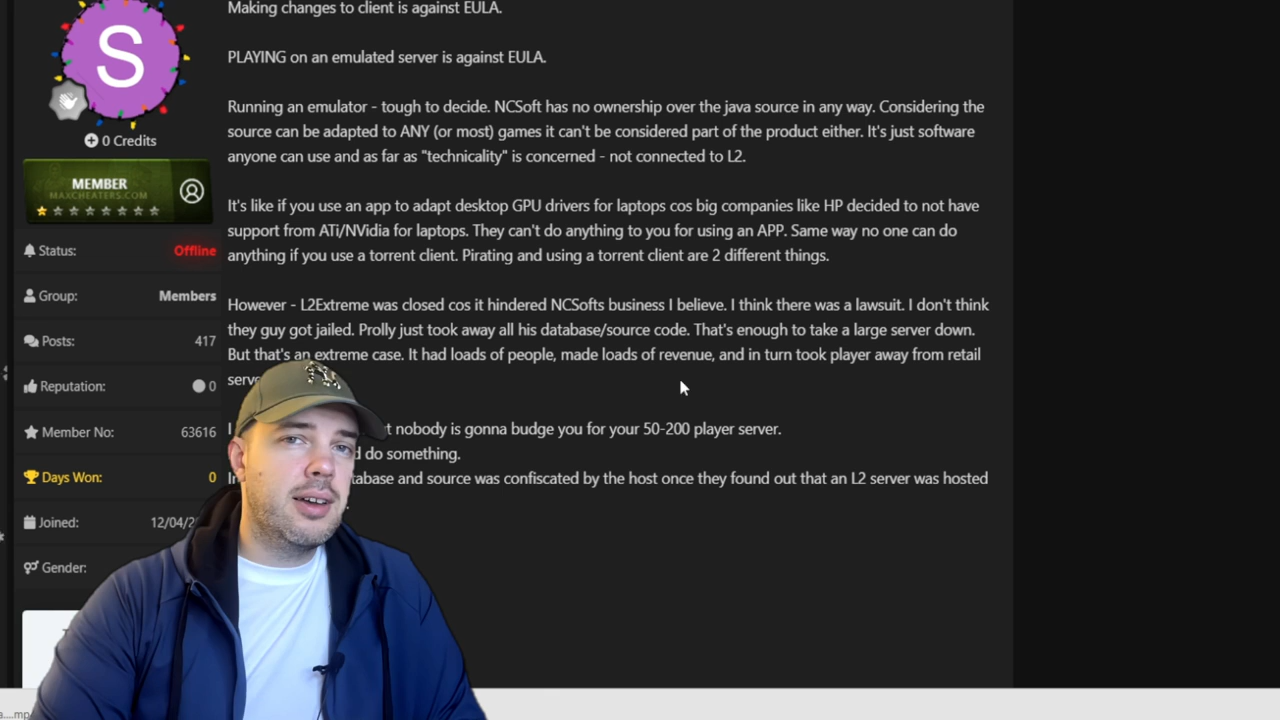 Making changes to client is against EULA.
S
PLAYING on an emulated server is against EULA.
Running an emulator - tough to decide. NCSoft has no ownership over the java source in any way. Considering the
source can be adapted to ANY (or most) games it can't be considered part of the product either. It's just software
anyone can use and as far as "technicality" is concerned - not connected to L2.
0 Credits
MEMBER
MAXCHEATERS.COM
It's like if you use an app to adapt desktop GPU drivers for laptops cos big companies like HP decided to not have
support from ATi/NVidia for laptops. They can't do anything to you for using an APP. Same way no one can do
anything if you use a torrent client. Pirating and using a torrent client are 2 different things.
Status: Offline
Group: Members
However - L2Extreme was closed cos it hindered NCSofts business I believe. I think there was a lawsuit. I don't think
they guy got jailed. Prolly just took away all his database/source code. That's enough to take a large server down.
But that's an extreme case. It had loads of people, made loads of revenue, and in turn took player away from retail
Posts: 417
Reputation: 0
Member No: 63616
I nobody is gonna budge you for your 50-200 player server.
do something.
and source was confiscated by the host once they found out that an L2 server was hosted
Days Won: 0
Joined: 12/04/
Gender: